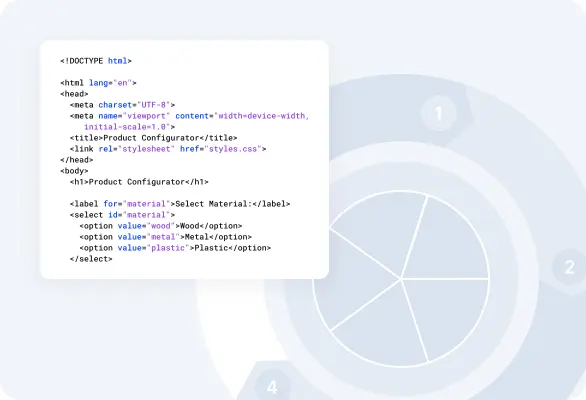 <!DOCTYPE html>
<html lang="en">
<head>
<meta charset="UTF-8">
<meta name="viewport" content="width=device-width,
initial-scale=1.0">
<title>Product Configurator</title>
<link rel="stylesheet" href="styles.css">
</head>
<body>
<h1>Product Configurator</h1>
<label for="material">Select Material:</label>
<select id="material">
<option value="wood">Wood</option>
<option value="metal">Metal</option>
<option value="plastic">Plastic</option>
</select>
1
2
4